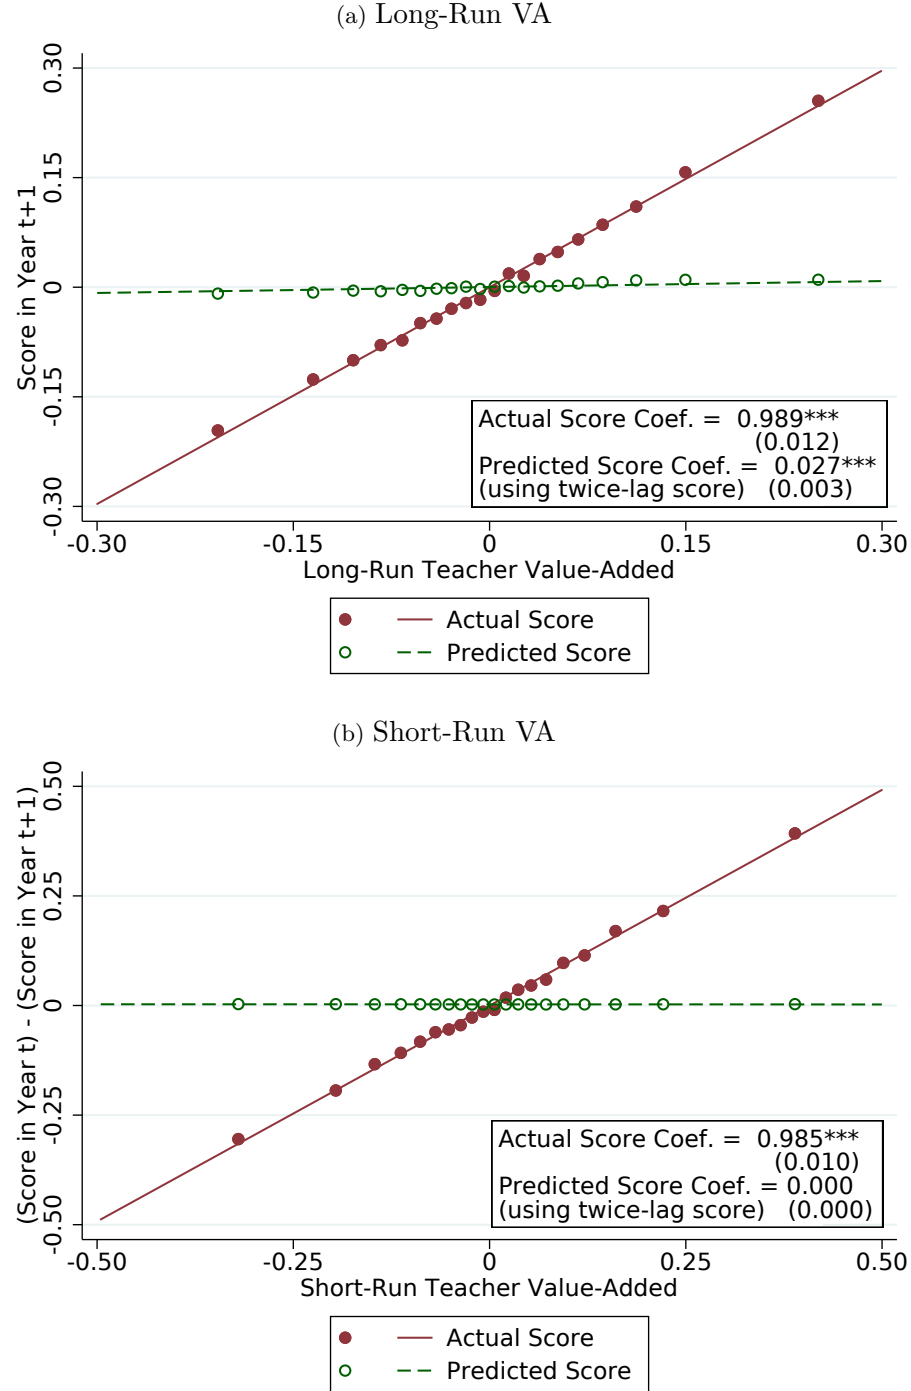 (a) Long-Run VA
Score in Year t+1
0.30
0.15
0
-0.15
-0.30
Actual Score Coef. = 0.989***
(0.012)
Predicted Score Coef. = 0.027***
(using twice-lag score) (0.003)
-0.30 -0.15 0 0.15 0.30
Long-Run Teacher Value-Added
Actual Score
Predicted Score
(b) Short-Run VA
(Score in Year t) - (Score in Year t+1)
0.50
0.25
0
-0.25
-0.50
Actual Score Coef. = 0.985***
(0.010)
Predicted Score Coef. = 0.000
(using twice-lag score) (0.000)
-0.50 -0.25 0 0.25 0.50
Short-Run Teacher Value-Added
Actual Score
Predicted Score